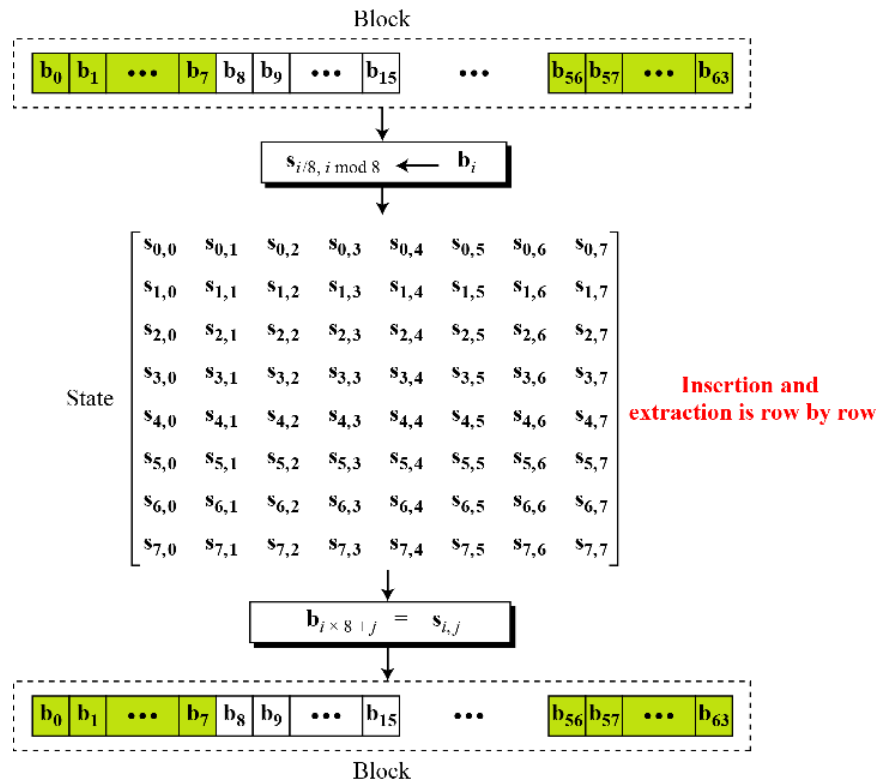 Block
b0 b1 ••• b7 b8 b9 ••• b15 ••• b56 b57 ••• b63
s i/8, i mod 8 ← bi
s0,0 s0,1 s0,2 s0,3 s0,4 s0,5 s0,6 s0,7
s1,0 s1,1 s1,2 s1,3 s1,4 s1,5 s1,6 s1,7
s2,0 s2,1 s2,2 s2,3 s2,4 s2,5 s2,6 s2,7
s3,0 s3,1 s3,2 s3,3 s3,4 s3,5 s3,6 s3,7
State
s4,0 s4,1 s4,2 s4,3 s4,4 s4,5 s4,6 s4,7
s5,0 s5,1 s5,2 s5,3 s5,4 s5,5 s5,6 s5,7
s6,0 s6,1 s6,2 s6,3 s6,4 s6,5 s6,6 s6,7
s7,0 s7,1 s7,2 s7,3 s7,4 s7,5 s7,6 s7,7
Insertion and
extraction is row by row
b i × 8 + j = s i, j
b0 b1 ••• b7 b8 b9 ••• b15 ••• b56 b57 ••• b63
Block